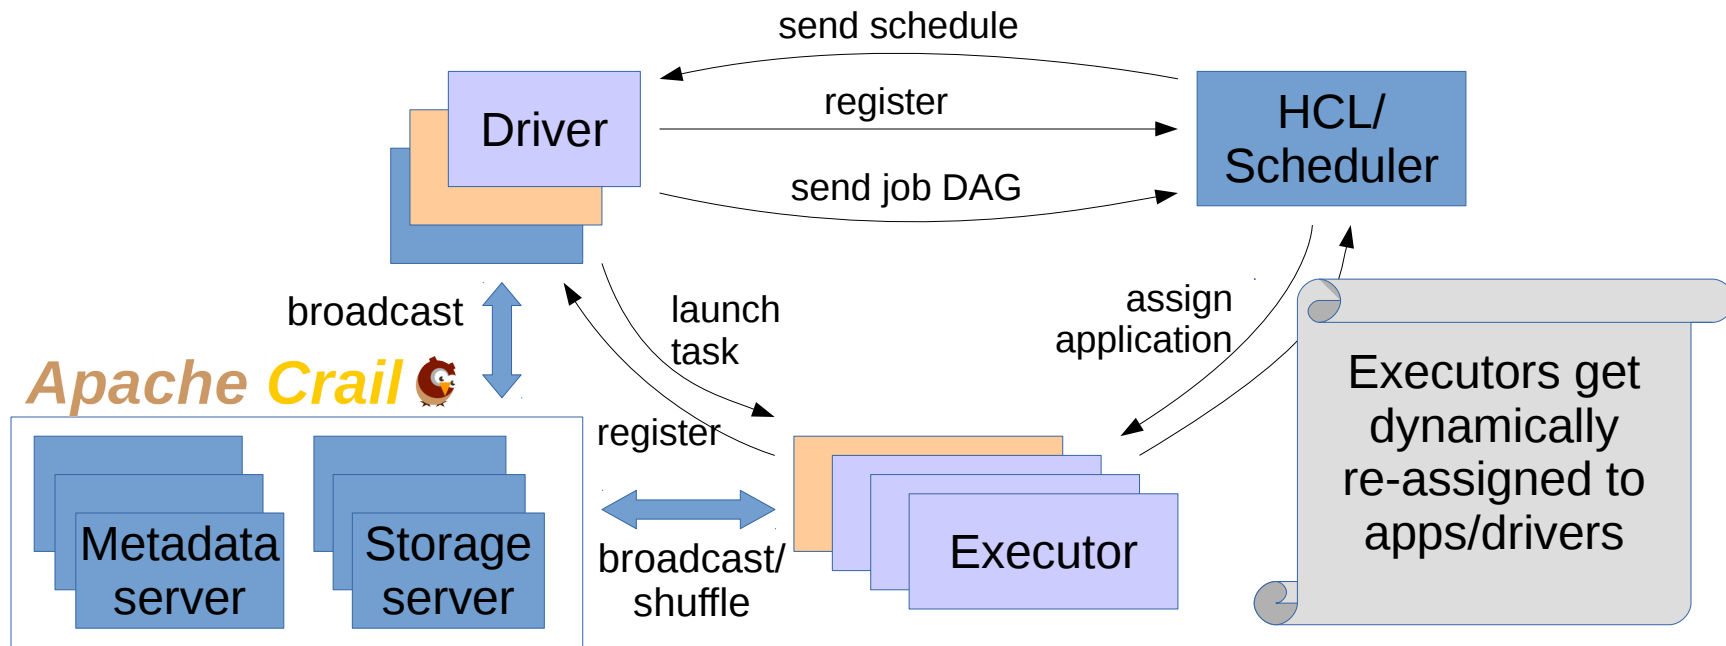 send schedule
Driver
register
HCL/
Scheduler
send job DAG
broadcast
launch
task
assign
application
Apache Crail
register
Executors get
dynamically
re-assigned to
apps/drivers
Metadata
server
Storage
server
broadcast/
shuffle
Executor